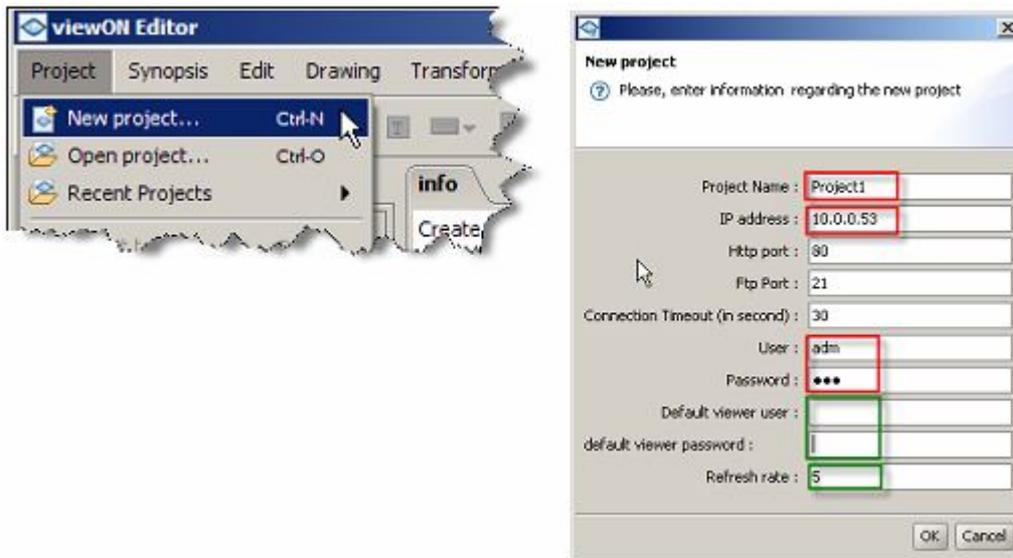 viewON Editor
Project Synopsis Edit Drawing Transform
New project... Ctrl-N
Open project... Ctrl-O
Recent Projects
info
Create
New project
Please, enter information regarding the new project
Project Name : Project1
IP address : 10.0.0.53
Http port : 80
Ftp Port : 21
Connection Timeout (in second) : 30
User : adm
Password : •••
Default viewer user :
default viewer password :
Refresh rate : 5
OK Cancel